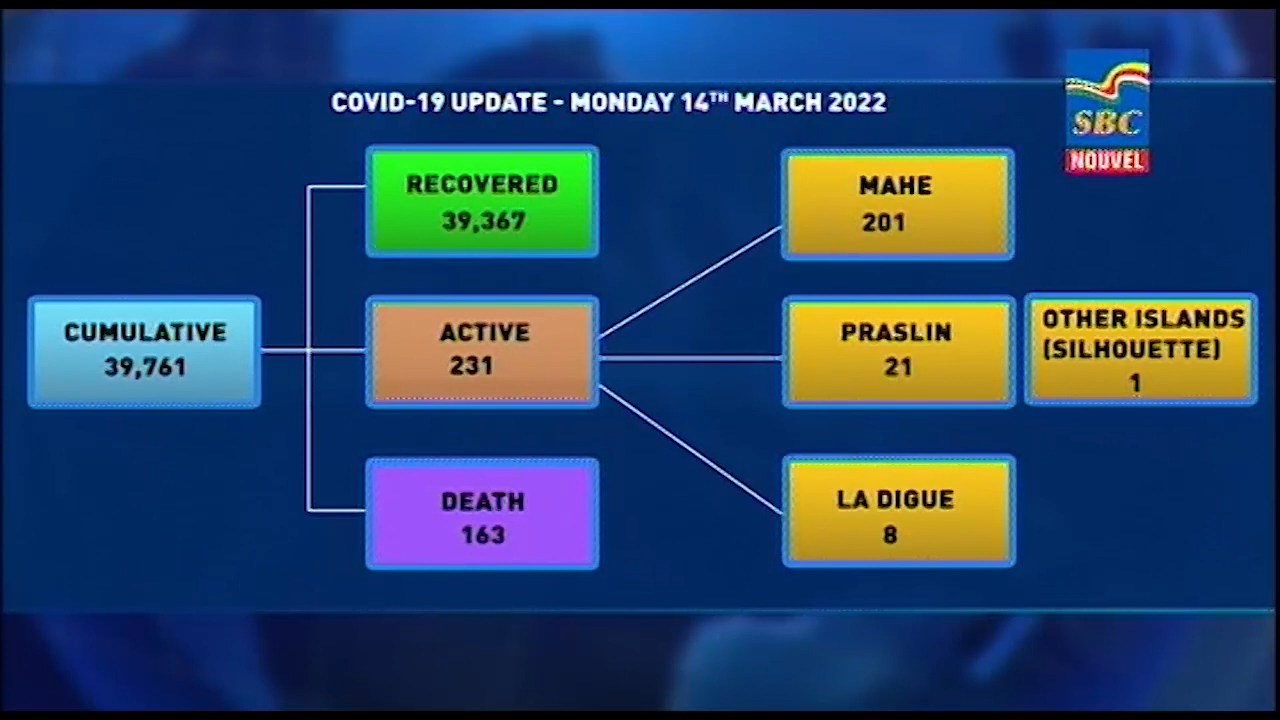 COVID-19 UPDATE - MONDAY 14TH MARCH 2022
SBC
NOUVEL
RECOVERED
39,367
MAHE
201
CUMULATIVE
39,761
ACTIVE
231
PRASLIN
21
OTHER ISLANDS
(SILHOUETTE)
1
DEATH
163
LA DIGUE
8